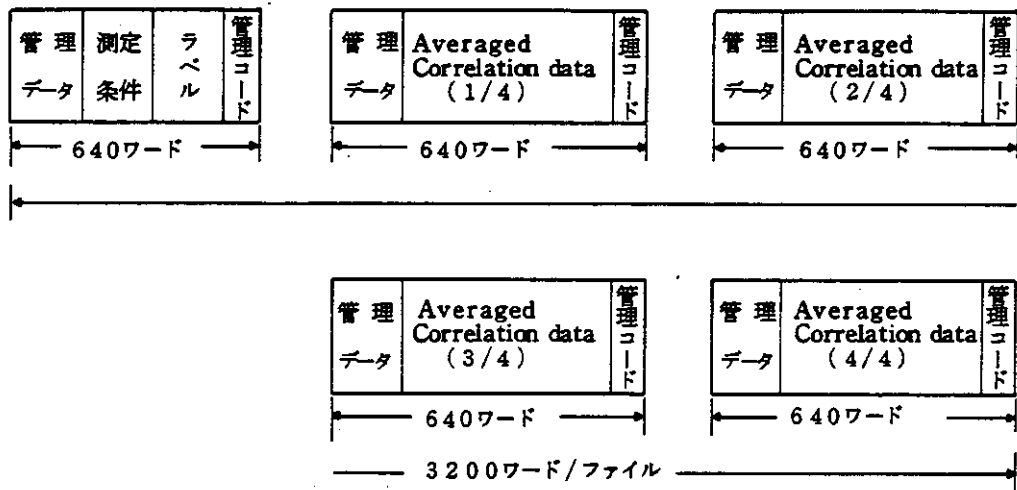 管理データ
測定条件
ラベル
管理コード
管理データ
Averaged
Correlation data
(1/4)
管理コード
管理データ
Averaged
Correlation data
(2/4)
管理コード
640ワード
640ワード
640ワード
管理データ
Averaged
Correlation data
(3/4)
管理コード
管理データ
Averaged
Correlation data
(4/4)
管理コード
640ワード
640ワード
3200ワード/ファイル